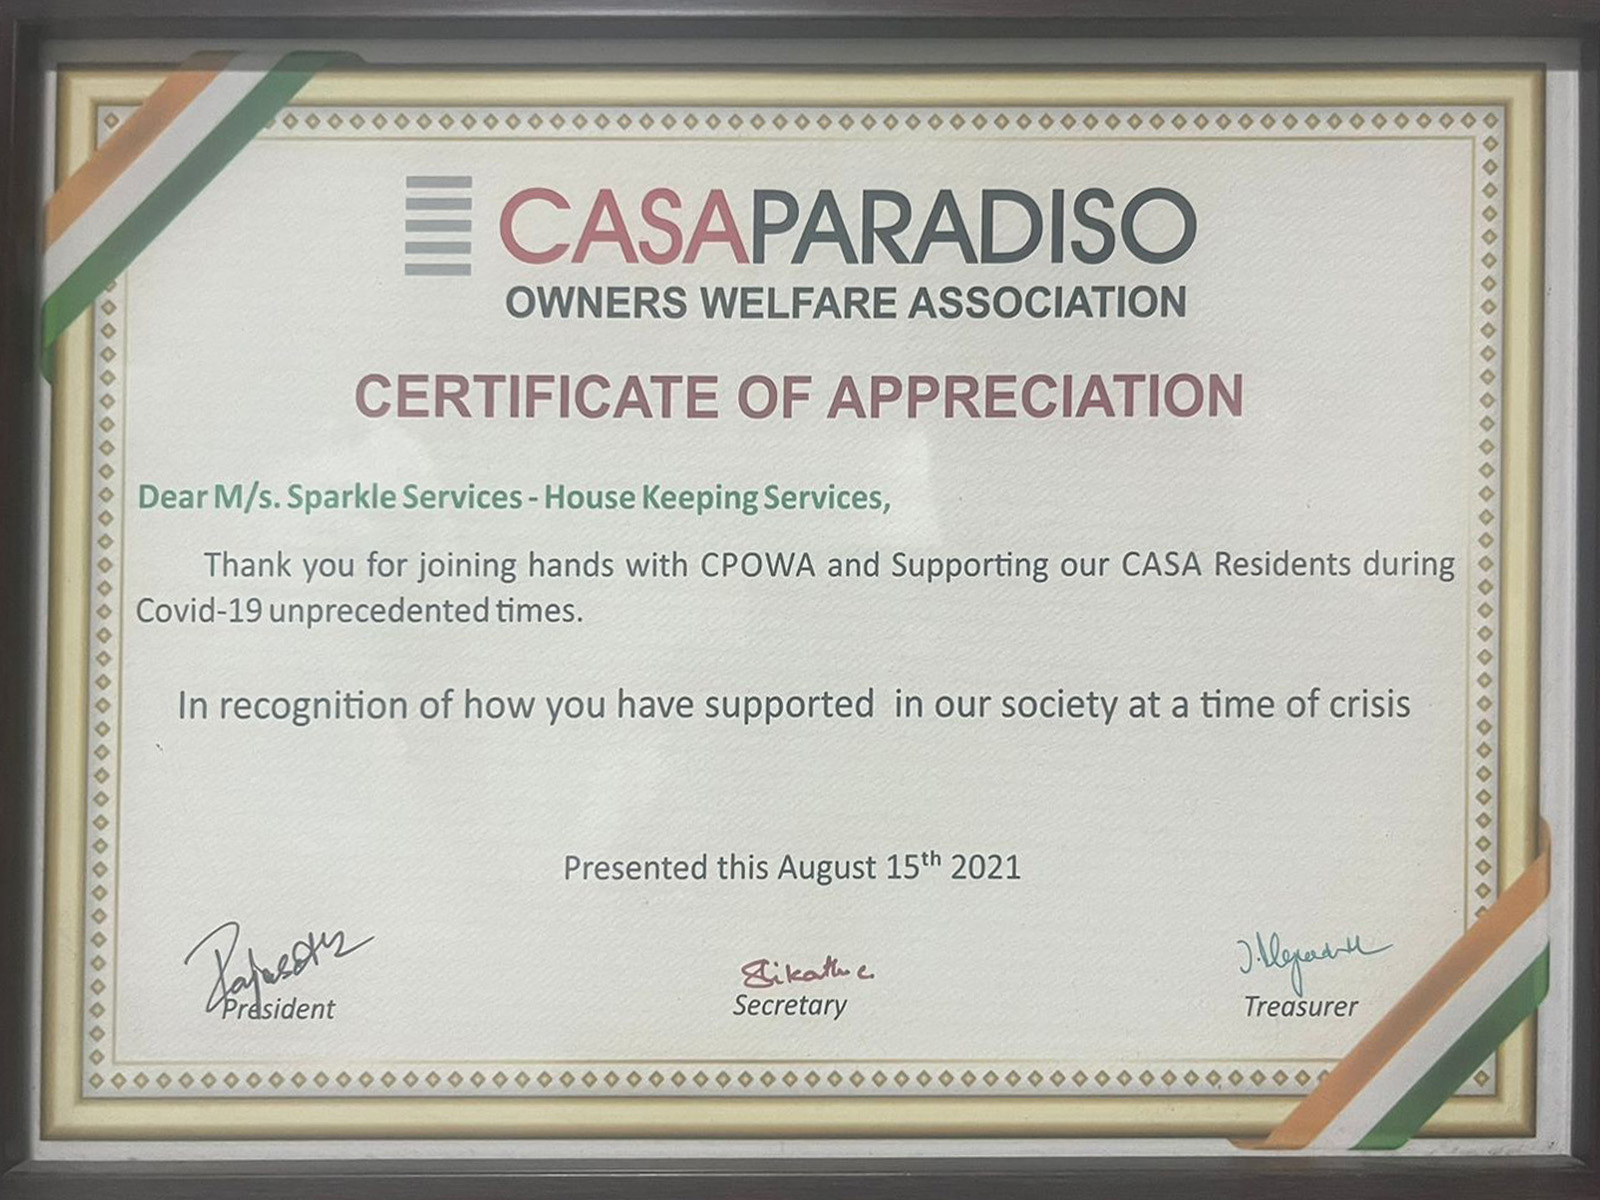 CASAPARADISO
OWNERS WELFARE ASSOCIATION
CERTIFICATE OF APPRECIATION
Dear M/s. Sparkle Services - House Keeping Services,
Thank you for joining hands with CPOWA and Supporting our CASA Residents during
Covid-19 unprecedented times.
In recognition of how you have supported in our society at a time of crisis
Presented this August 15th 2021
President
Secretary
Treasurer